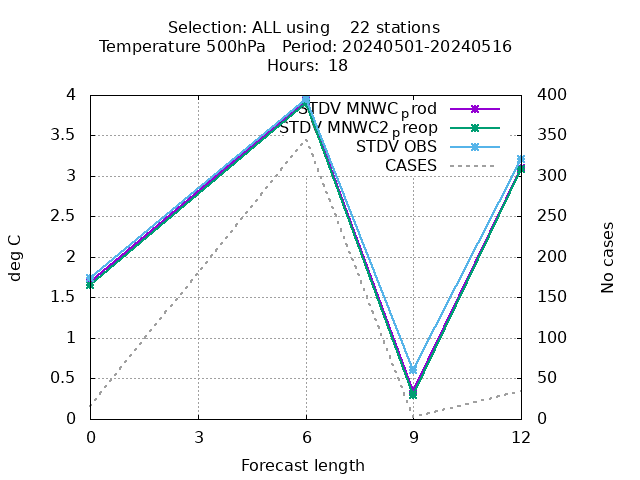 Selection: ALL using    22 stations
Temperature 500hPa   Period: 20240501-20240516
Hours:  18
4 400
STDV MNWCprod
3.5 350
STDV MNWC2preop
STDV OBS
CASES
3 300
2.5 250
2 200
1.5 150
1 100
0.5 50
0 0
deg C
No cases
0 3 6 9 12
Forecast length